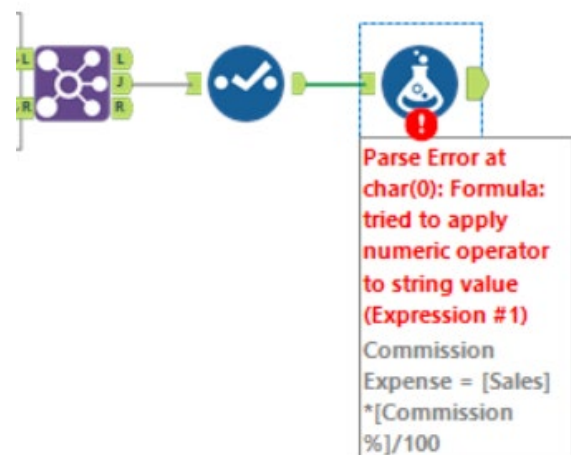 L
L
J
R
R
Parse Error at
char(0): Formula:
tried to apply
numeric operator
to string value
(Expression #1)
Commission
Expense = [Sales]
*[Commission
%]/100